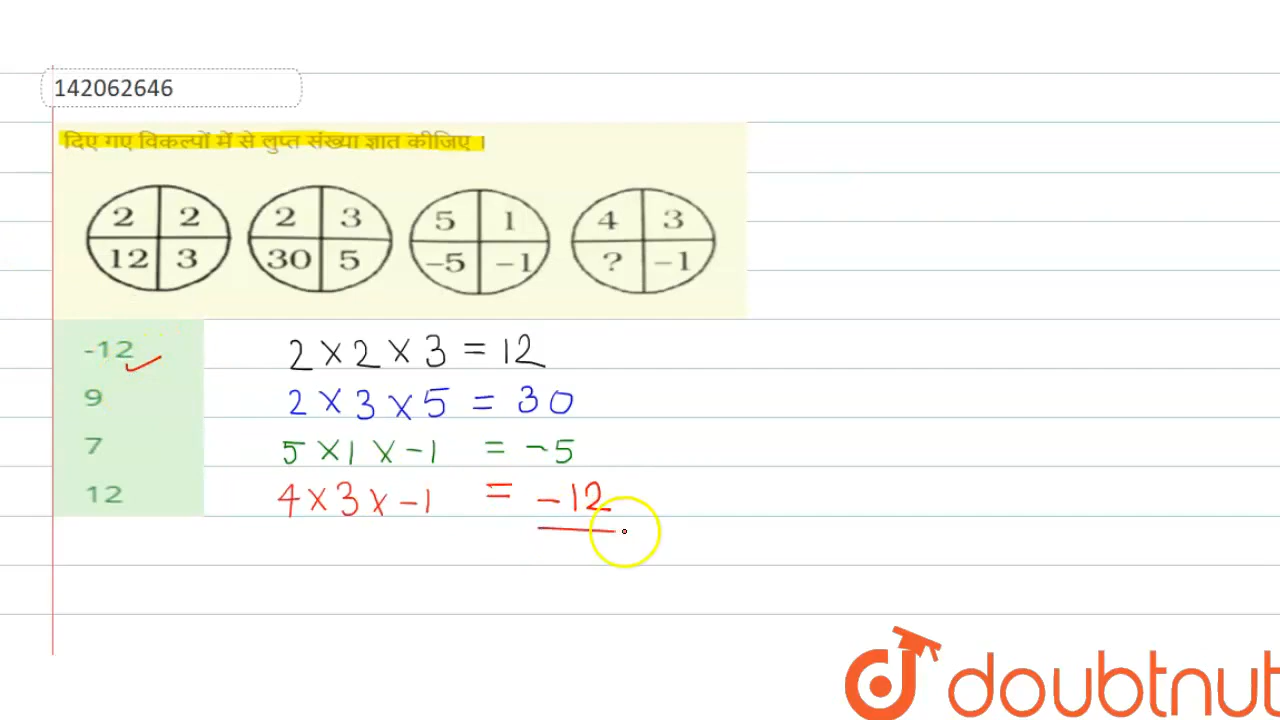 142062646
दिए गए विकल्पों में से लुप्त संख्या ज्ञात कीजिए ।
2 2 2 3 5 1 4 3
12 3 30 5 -5 -1 ? -1
-12
9
7
12
2 × 2 × 3 = 12
2 × 3 × 5 = 30
5 × 1 × -1 = -5
4 × 3 × -1 = -12
doubtnut